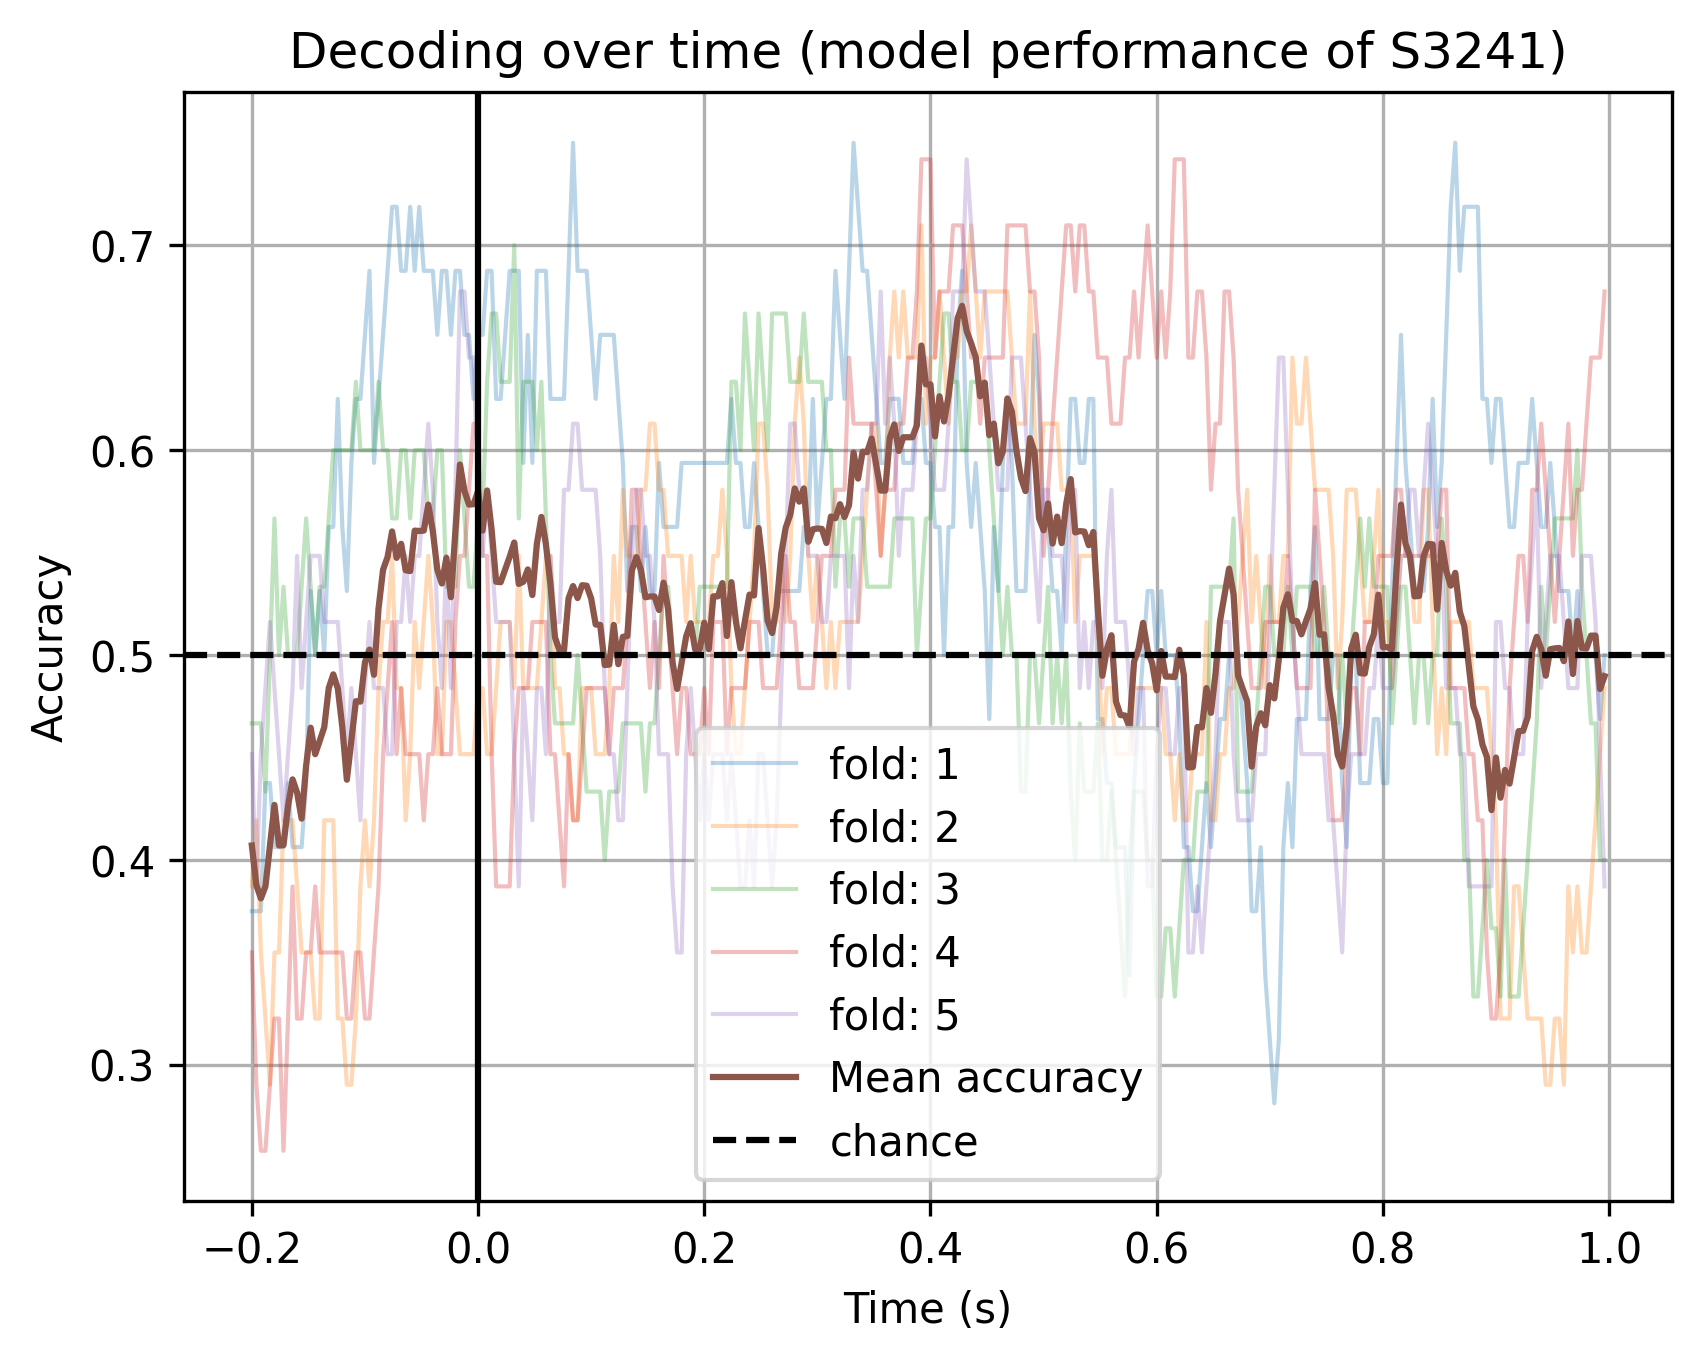 Decoding over time (model performance of S3241)
Accuracy
0.7
0.6
0.5
0.4
0.3
fold: 1
fold: 2
fold: 3
fold: 4
fold: 5
Mean accuracy
chance
−0.2 0.0 0.2 0.4 0.6 0.8 1.0
Time (s)